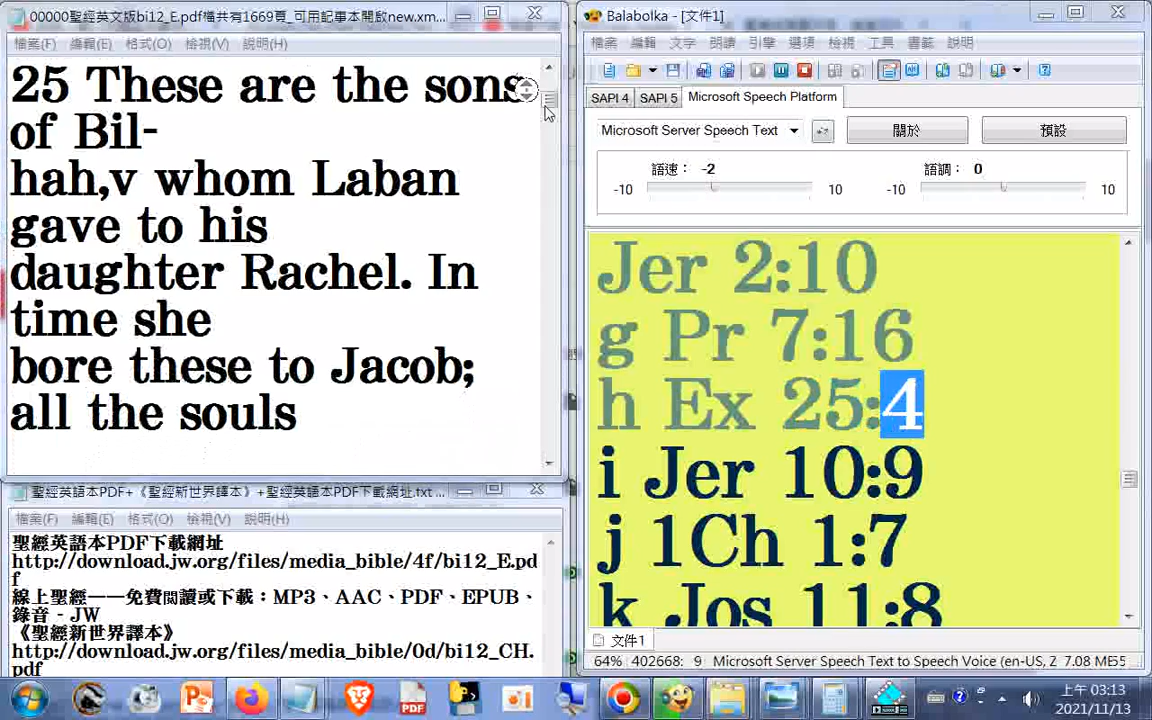 00000聖經英文版bi12_E.pdf檔共有1669頁_可用記事本開啟new.xm...
檔案(F) 編輯(E) 格式(O) 檢視(V) 說明(H)
25 These are the sons
of Bil-
hah,v whom Laban
gave to his
daughter Rachel. In
time she
bore these to Jacob;
all the souls
聖經英語本PDF+《聖經新世界譯本》+聖經英語本PDF下載網址.txt ...
檔案(F) 編輯(E) 格式(O) 檢視(V) 說明(H)
聖經英語本PDF下載網址
http://download.jw.org/files/media_bible/4f/bi12_E.pd
f
線上聖經——免費閱讀或下載：MP3、AAC、PDF、EPUB、
錄音 - JW
《聖經新世界譯本》
http://download.jw.org/files/media_bible/0d/bi12_CH.
pdf
Balabolka - [文件1]
檔案 編輯 文字 朗讀 引擎 選項 檢視 工具 書籤 說明
SAPI 4 SAPI 5 Microsoft Speech Platform
Microsoft Server Speech Text 關於 預設
語速： -2 語調： 0
-10 10 -10 10
Jer 2:10
g Pr 7:16
h Ex 25:4
i Jer 10:9
j 1Ch 1:7
k Jos 11:8
文件1
64% 402668: 9 Microsoft Server Speech Text to Speech Voice (en-US, Z 7.08 MB
上午 03:13
2021/11/13